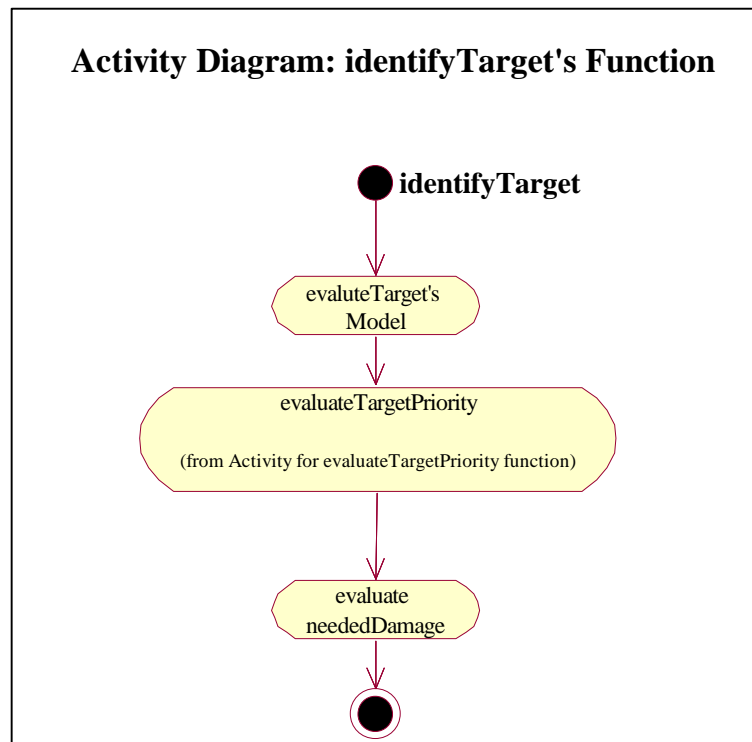 Activity Diagram: identifyTarget's Function
identifyTarget
evaluteTarget's
Model
evaluateTargetPriority
(from Activity for evaluateTargetPriority function)
evaluate
neededDamage